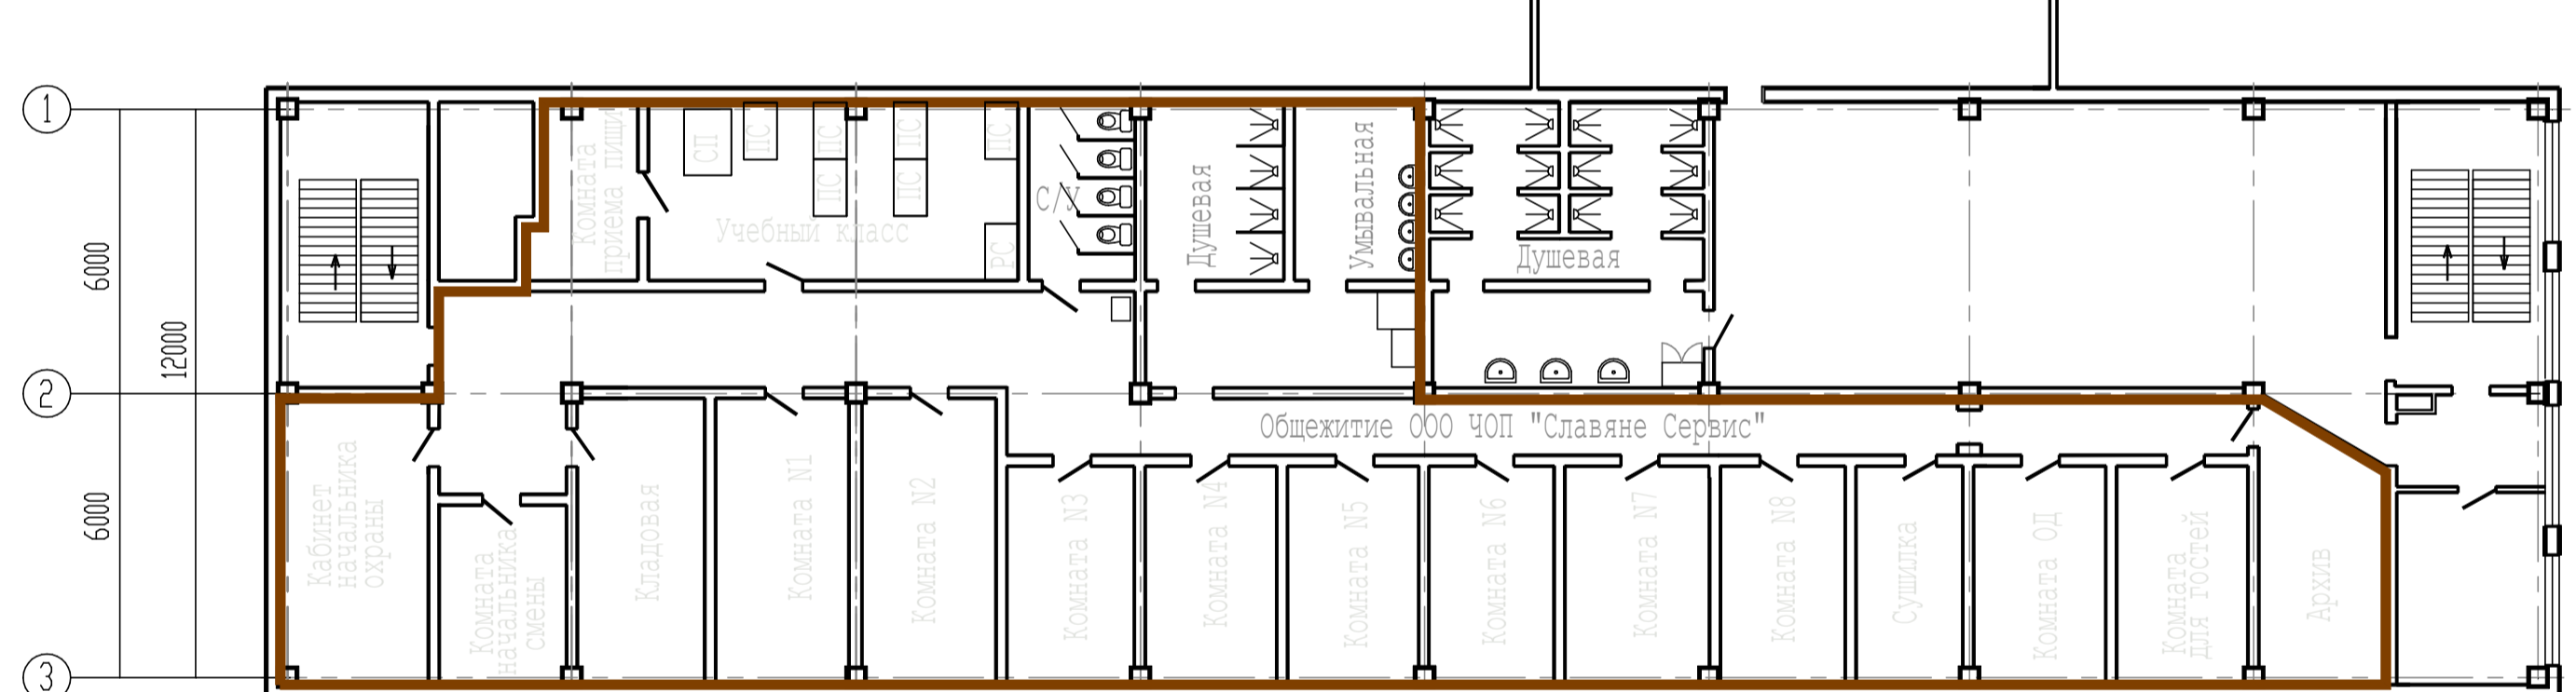 1
2
3
6000
12000
6000
Комната
приема пищи
СП
ПС
ПС
ПС
ПС
ПС
ПС
РС
Учебный класс
С/У
Душевая
Умывальная
Душевая
Общежитие ООО ЧОП "Славяне Сервис"
Кабинет
начальника
охраны
Комната
начальника
смены
Кладовая
Комната N1
Комната N2
Комната N3
Комната N4
Комната N5
Комната N6
Комната N7
Комната N8
Сушилка
Комната ОД
Комната
для гостей
Архив